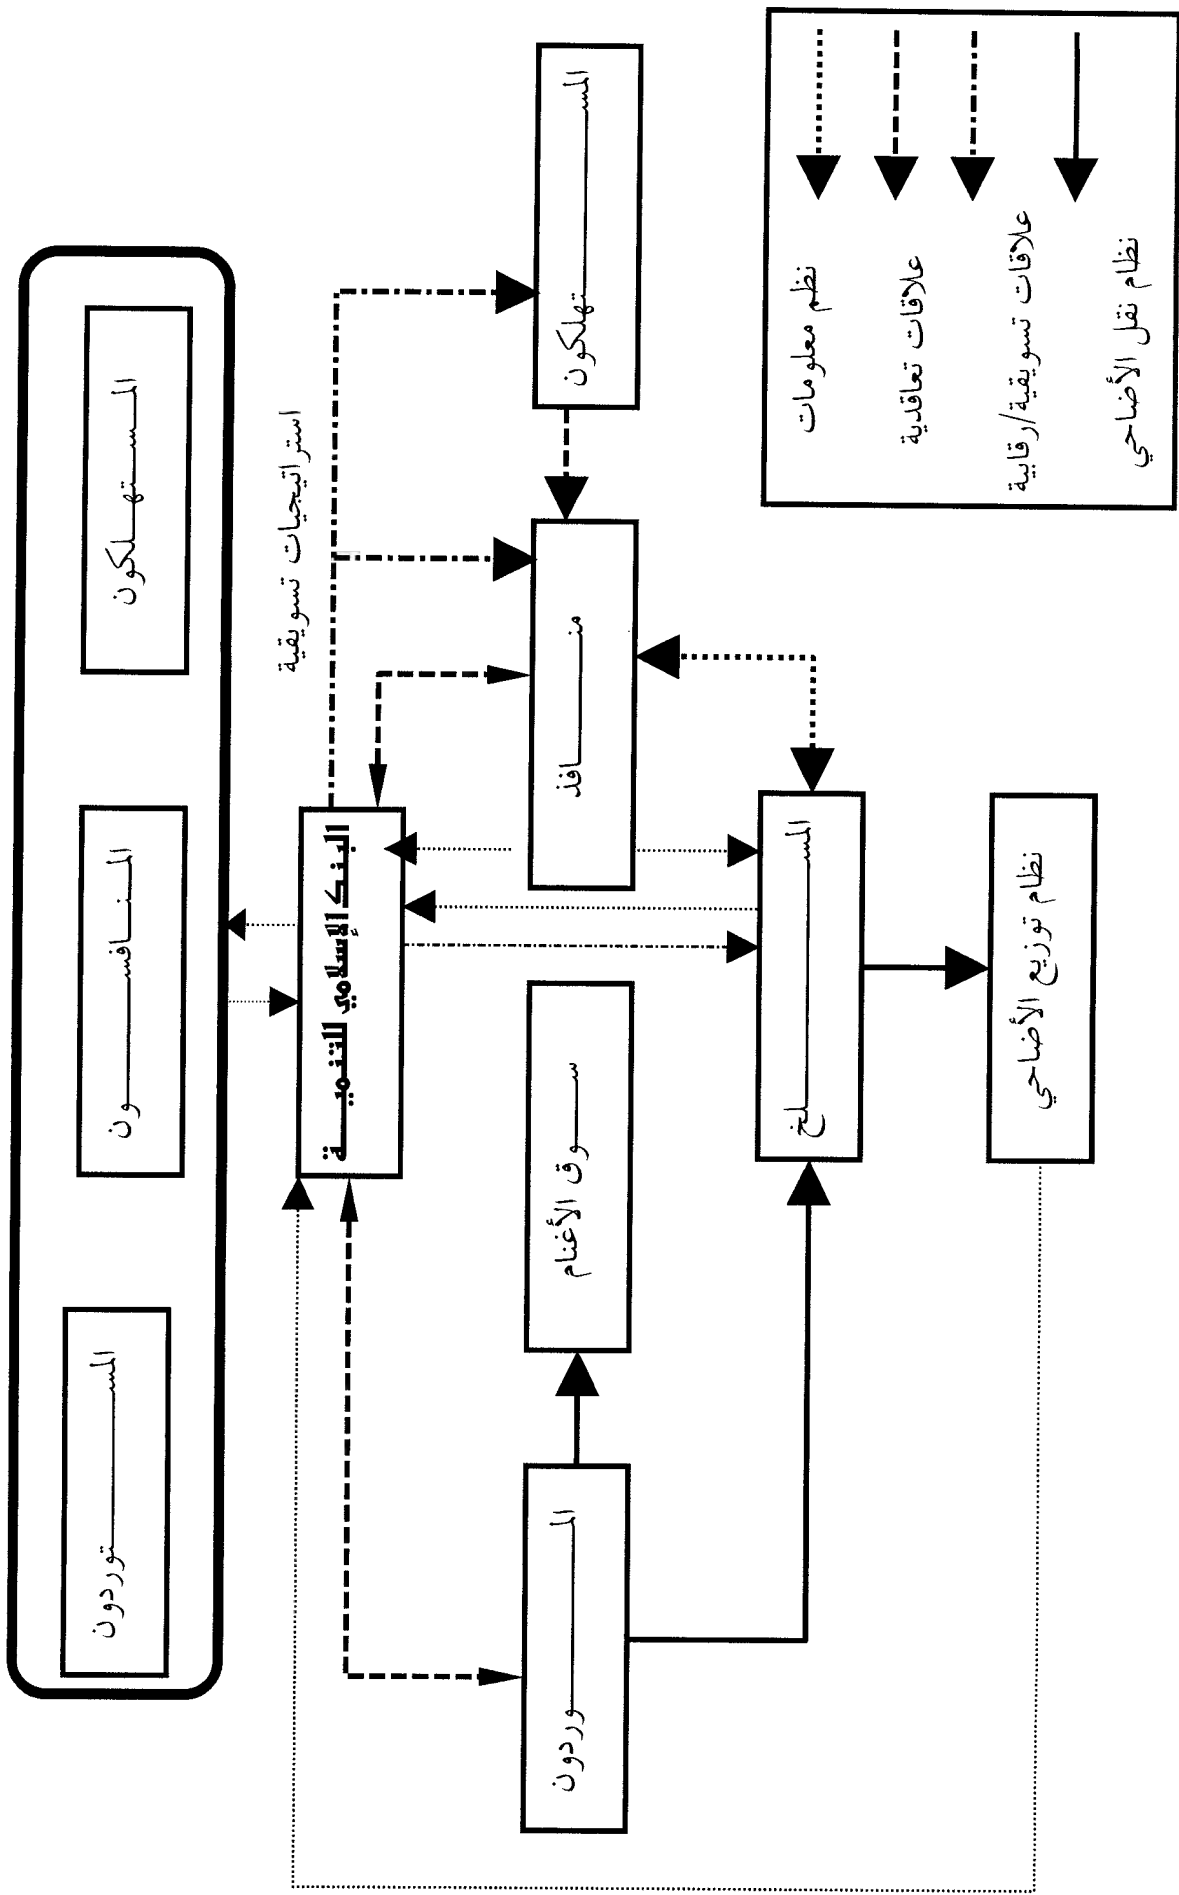 المستهلكون
المنافسون
المستوردون
استراتيجيات تسويقية
البنك الإسلامي للتنمية
المستهلكون
منافذ
سوق الأغنام
الموردون
المسلخ
نظام توزيع الأضاحي
نظم معلومات
علاقات تعاقدية
علاقات تسويقية/رقابية
نظام نقل الأضاحي